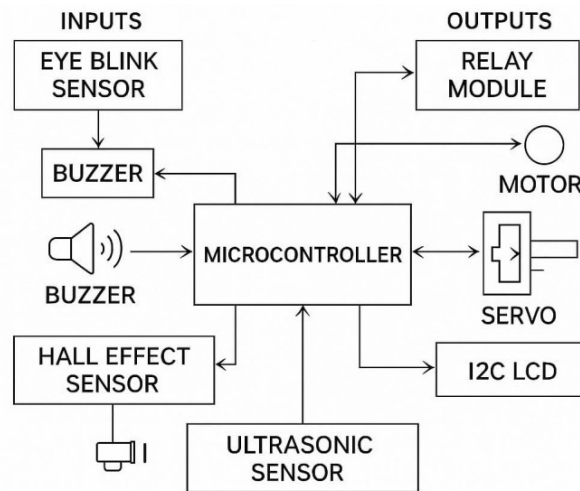 INPUTS
EYE BLINK
SENSOR
BUZZER
BUZZER
HALL EFFECT
SENSOR
MICROCONTROLLER
ULTRASONIC
SENSOR
OUTPUTS
RELAY
MODULE
MOTOR
SERVO
I2C LCD